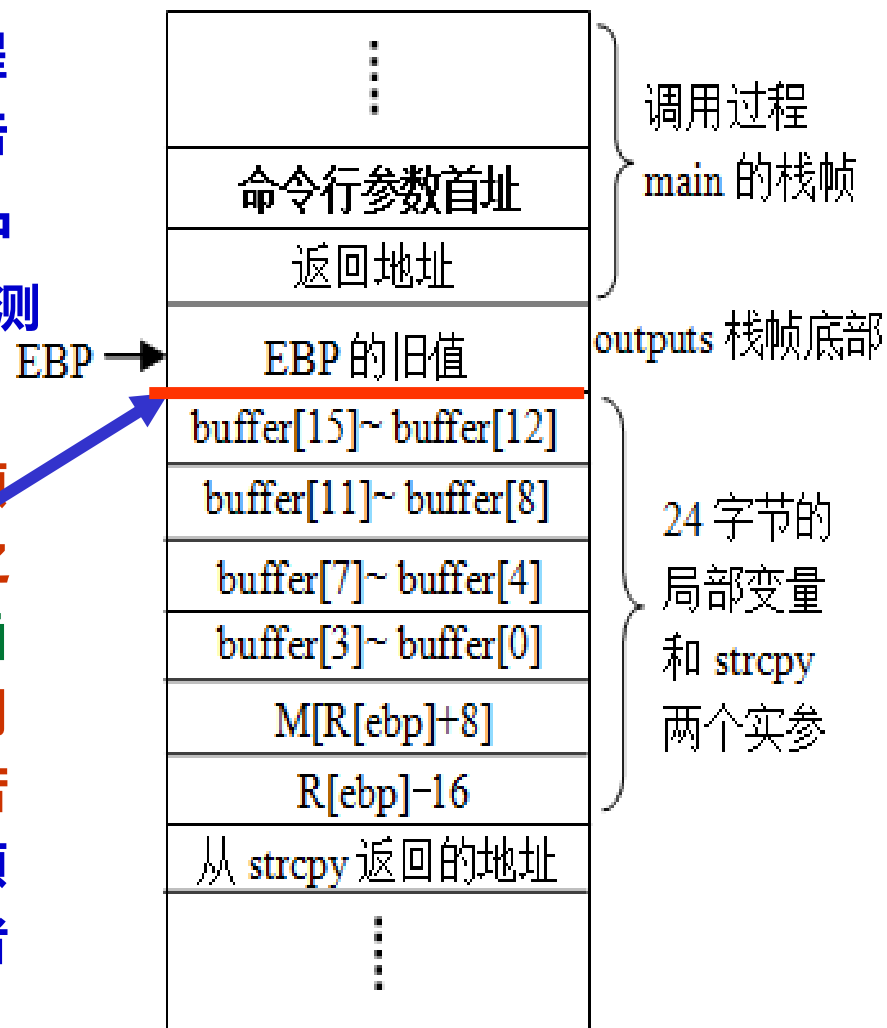 测
命令行参数首址
返回地址
EBP
EBP 的旧值
buffer[15]~ buffer[12]
buffer[11]~ buffer[8]
buffer[7]~ buffer[4]
buffer[3]~ buffer[0]
M[R[ebp]+8]
R[ebp]-16
从 strcpy 返回的地址
调用过程
main 的栈帧
outputs 栈帧底部
24 字节的
局部变量
和 strcpy
两个实参